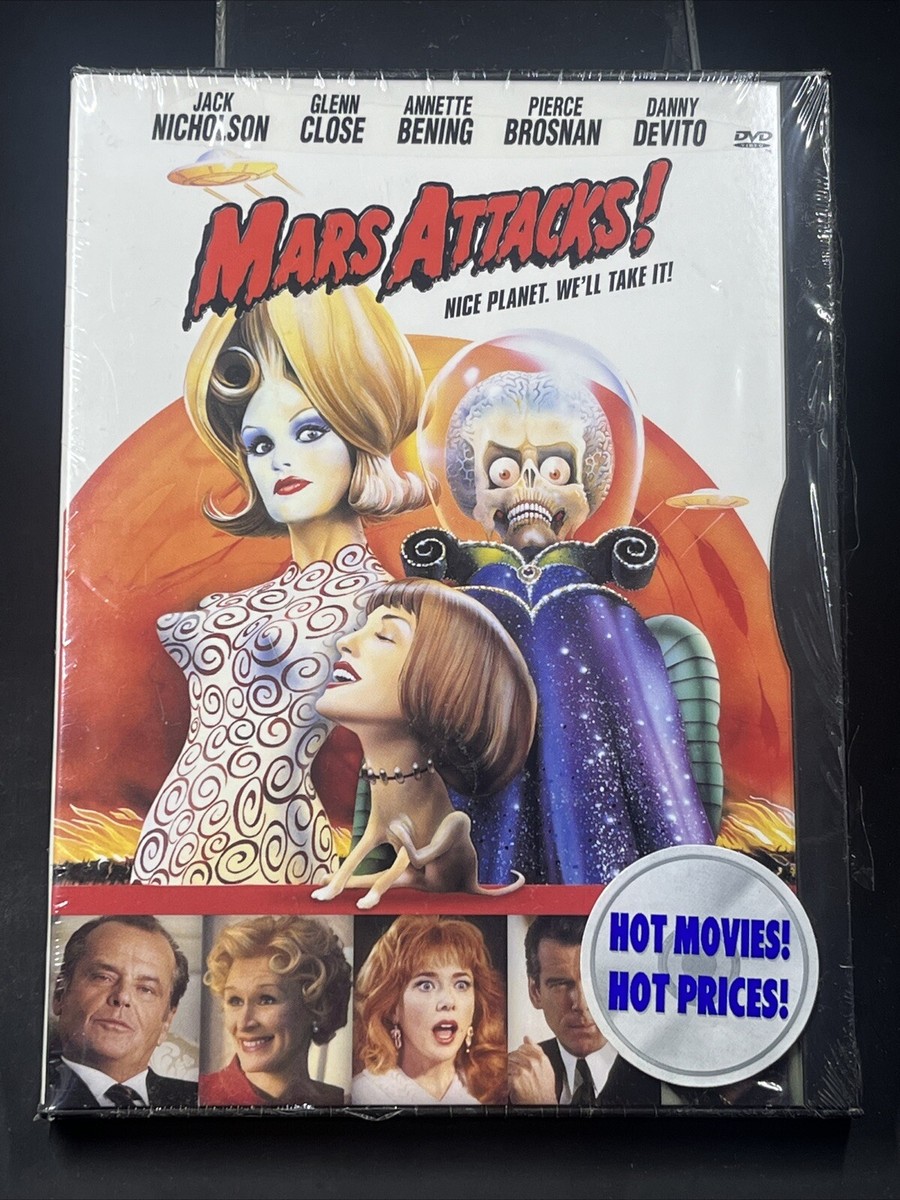 JACK NICHOLSON
GLENN CLOSE
ANNETTE BENING
PIERCE BROSNAN
DANNY DeVITO
DVD
VIDEO
MARS ATTACKS!
NICE PLANET. WE'LL TAKE IT!
HOT MOVIES!
HOT PRICES!